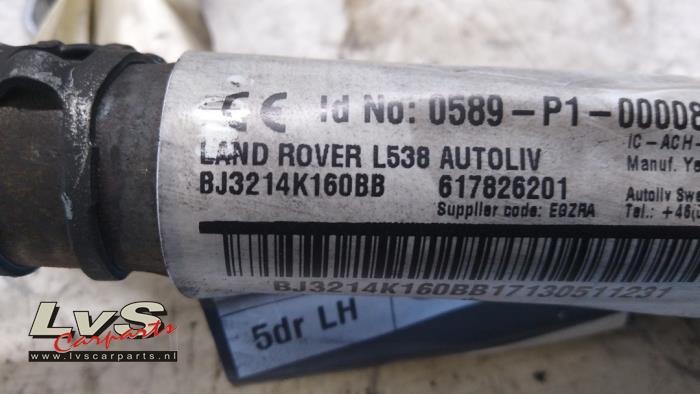 CE Id No: 0589-P1-00008
IC-ACH-
LAND ROVER L538 AUTOLIV
Manuf. Ye
BJ3214K160BB 617826201
Autoliv Swe
Supplier code: EGZRA
Tel.: +46
BJ3214K160BB17130511231
5dr LH
LvS
Carparts
www.lvscarparts.nl